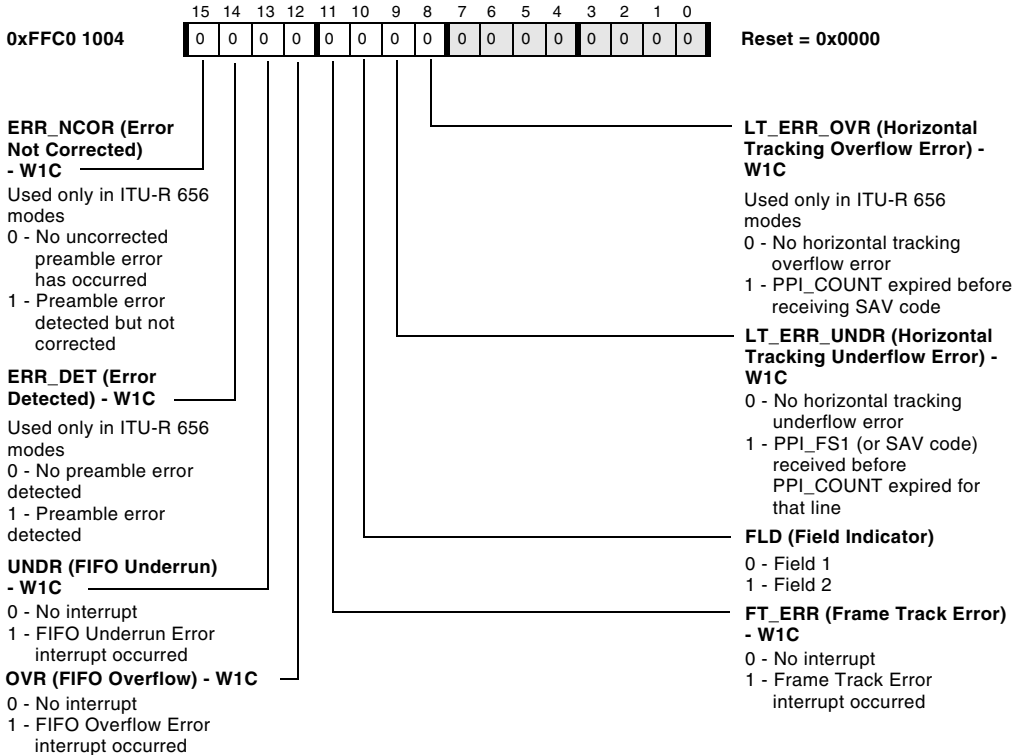 15 14 13 12 11 10 9 8 7 6 5 4 3 2 1 0
0xFFC0 1004
0 0 0 0 0 0 0 0 0 0 0 0 0 0 0 0
Reset = 0x0000
ERR_NCOR (Error
Not Corrected)
- W1C
Used only in ITU-R 656
modes
0 - No uncorrected
preamble error
has occurred
1 - Preamble error
detected but not
corrected
ERR_DET (Error
Detected) - W1C
Used only in ITU-R 656
modes
0 - No preamble error
detected
1 - Preamble error
detected
UNDR (FIFO Underrun)
- W1C
0 - No interrupt
1 - FIFO Underrun Error
interrupt occurred
OVR (FIFO Overflow) - W1C
0 - No interrupt
1 - FIFO Overflow Error
interrupt occurred
LT_ERR_OVR (Horizontal
Tracking Overflow Error) -
W1C
Used only in ITU-R 656
modes
0 - No horizontal tracking
overflow error
1 - PPI_COUNT expired before
receiving SAV code
LT_ERR_UNDR (Horizontal
Tracking Underflow Error) -
W1C
0 - No horizontal tracking
underflow error
1 - PPI_FS1 (or SAV code)
received before
PPI_COUNT expired for
that line
FLD (Field Indicator)
0 - Field 1
1 - Field 2
FT_ERR (Frame Track Error)
- W1C
0 - No interrupt
1 - Frame Track Error
interrupt occurred